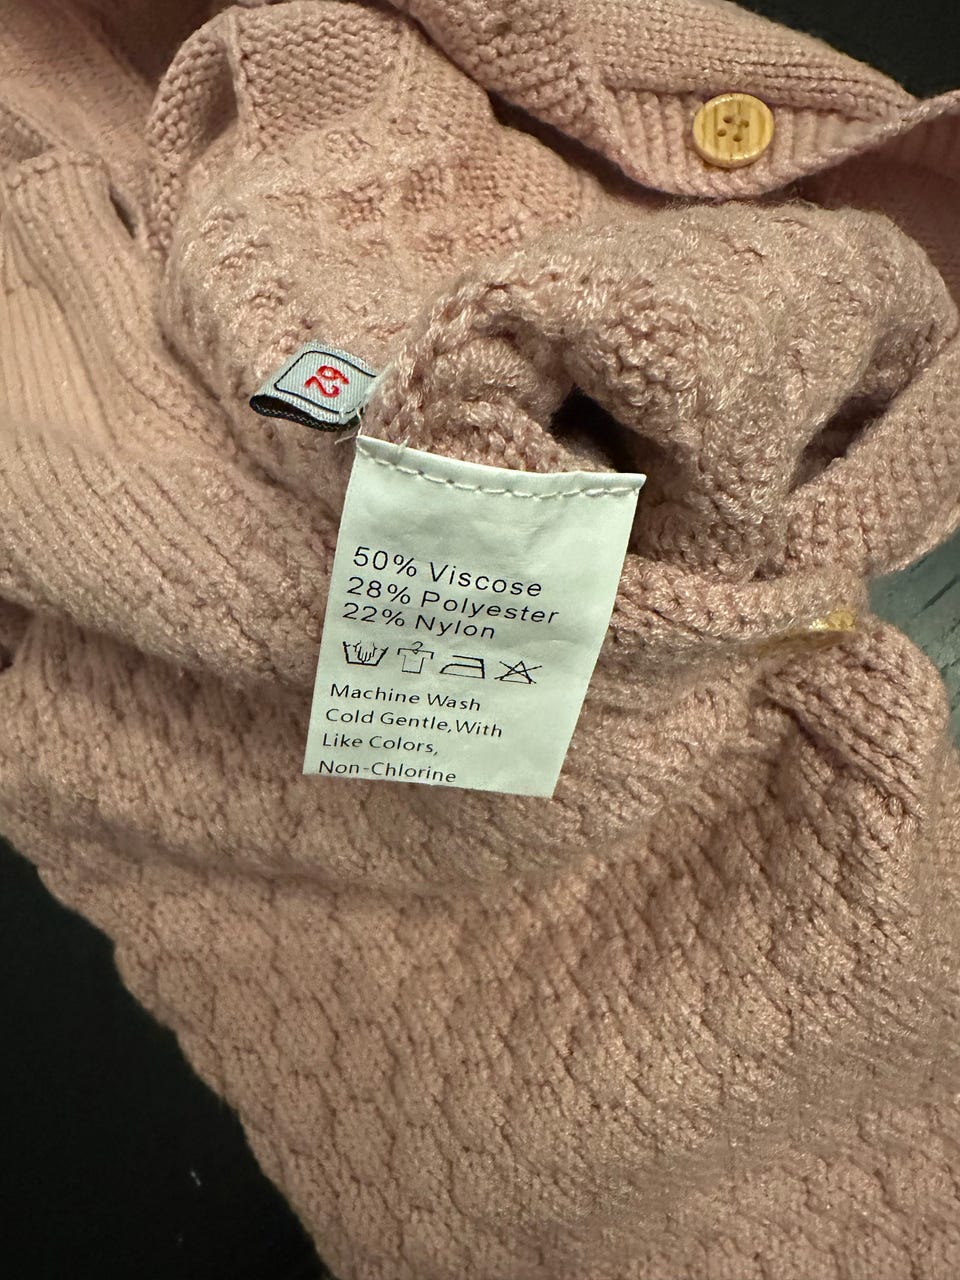 50% Viscose
28% Polyester
22% Nylon
Machine Wash
Cold Gentle,With
Like Colors,
Non-Chlorine